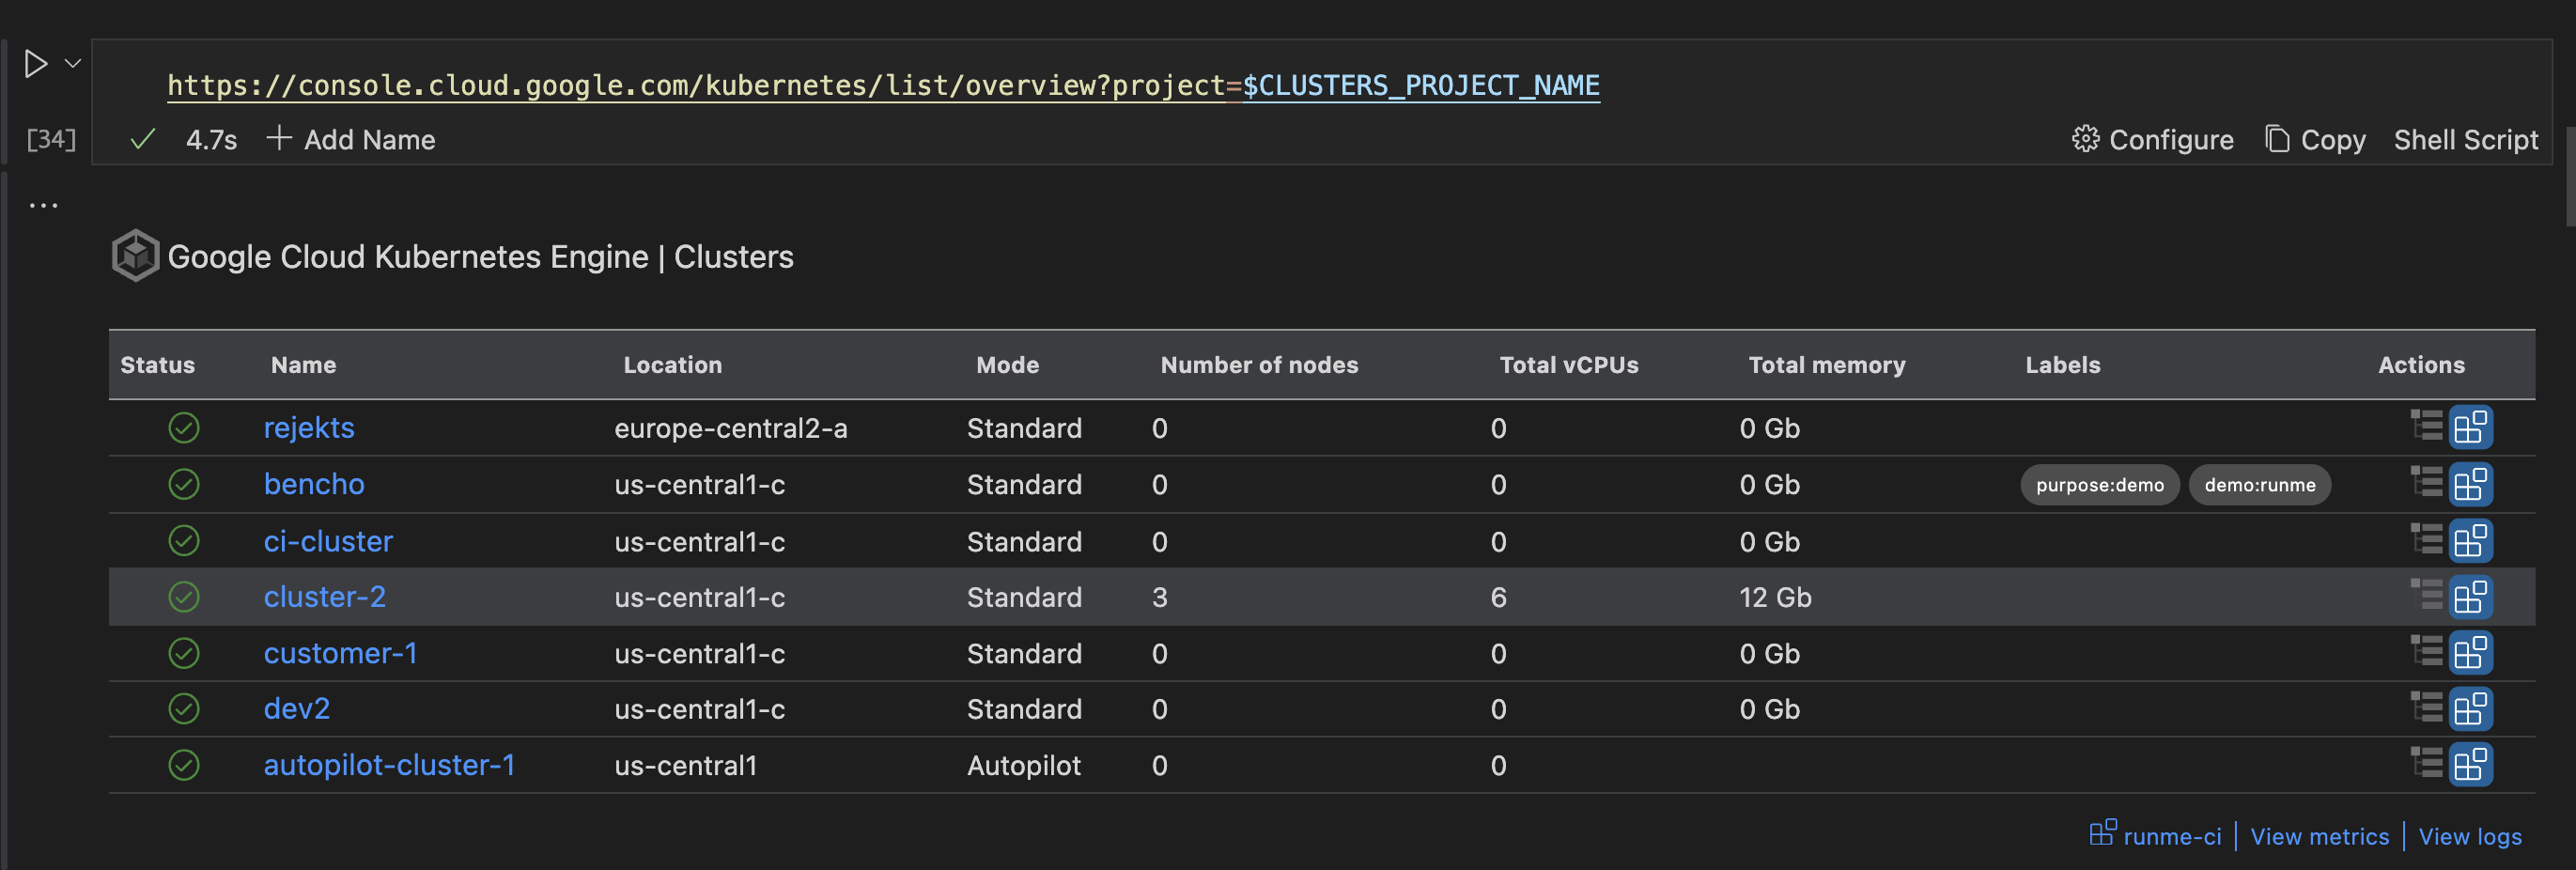 https://console.cloud.google.com/kubernetes/list/overview?project=$CLUSTERS_PROJECT_NAME
[34] 4.7s Add Name Configure Copy Shell Script
...
Google Cloud Kubernetes Engine | Clusters
Status Name Location Mode Number of nodes Total vCPUs Total memory Labels Actions
rejekts europe-central2-a Standard 0 0 0 Gb
bencho us-central1-c Standard 0 0 0 Gb purpose:demo demo:runme
ci-cluster us-central1-c Standard 0 0 0 Gb
cluster-2 us-central1-c Standard 3 6 12 Gb
customer-1 us-central1-c Standard 0 0 0 Gb
dev2 us-central1-c Standard 0 0 0 Gb
autopilot-cluster-1 us-central1 Autopilot 0 0
runme-ci | View metrics | View logs